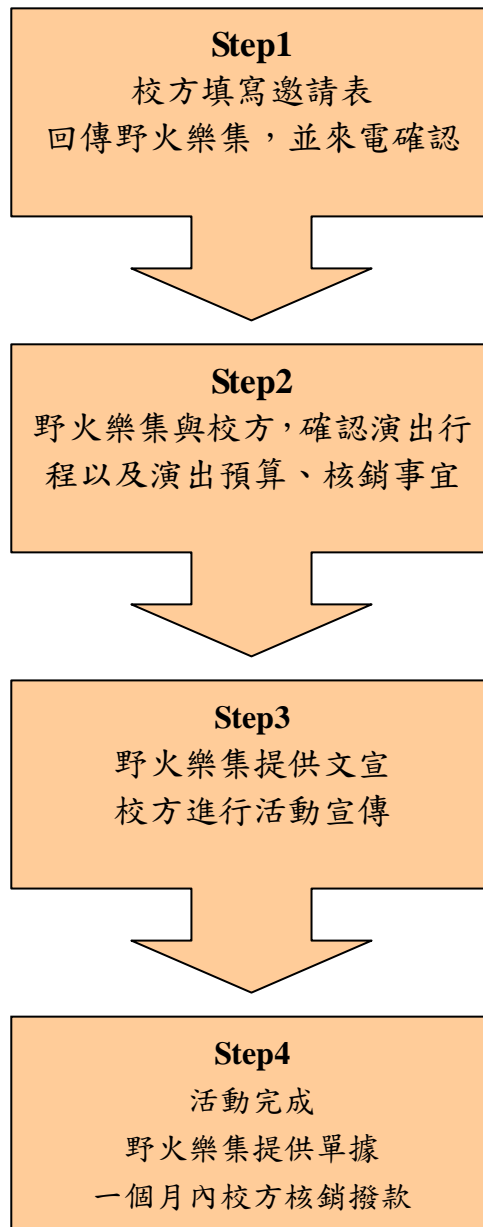 Step1
校方填寫邀請表
回傳野火樂集，並來電確認
Step2
野火樂集與校方，確認演出行
程以及演出預算、核銷事宜
Step3
野火樂集提供文宣
校方進行活動宣傳
Step4
活動完成
野火樂集提供單據
一個月內校方核銷撥款